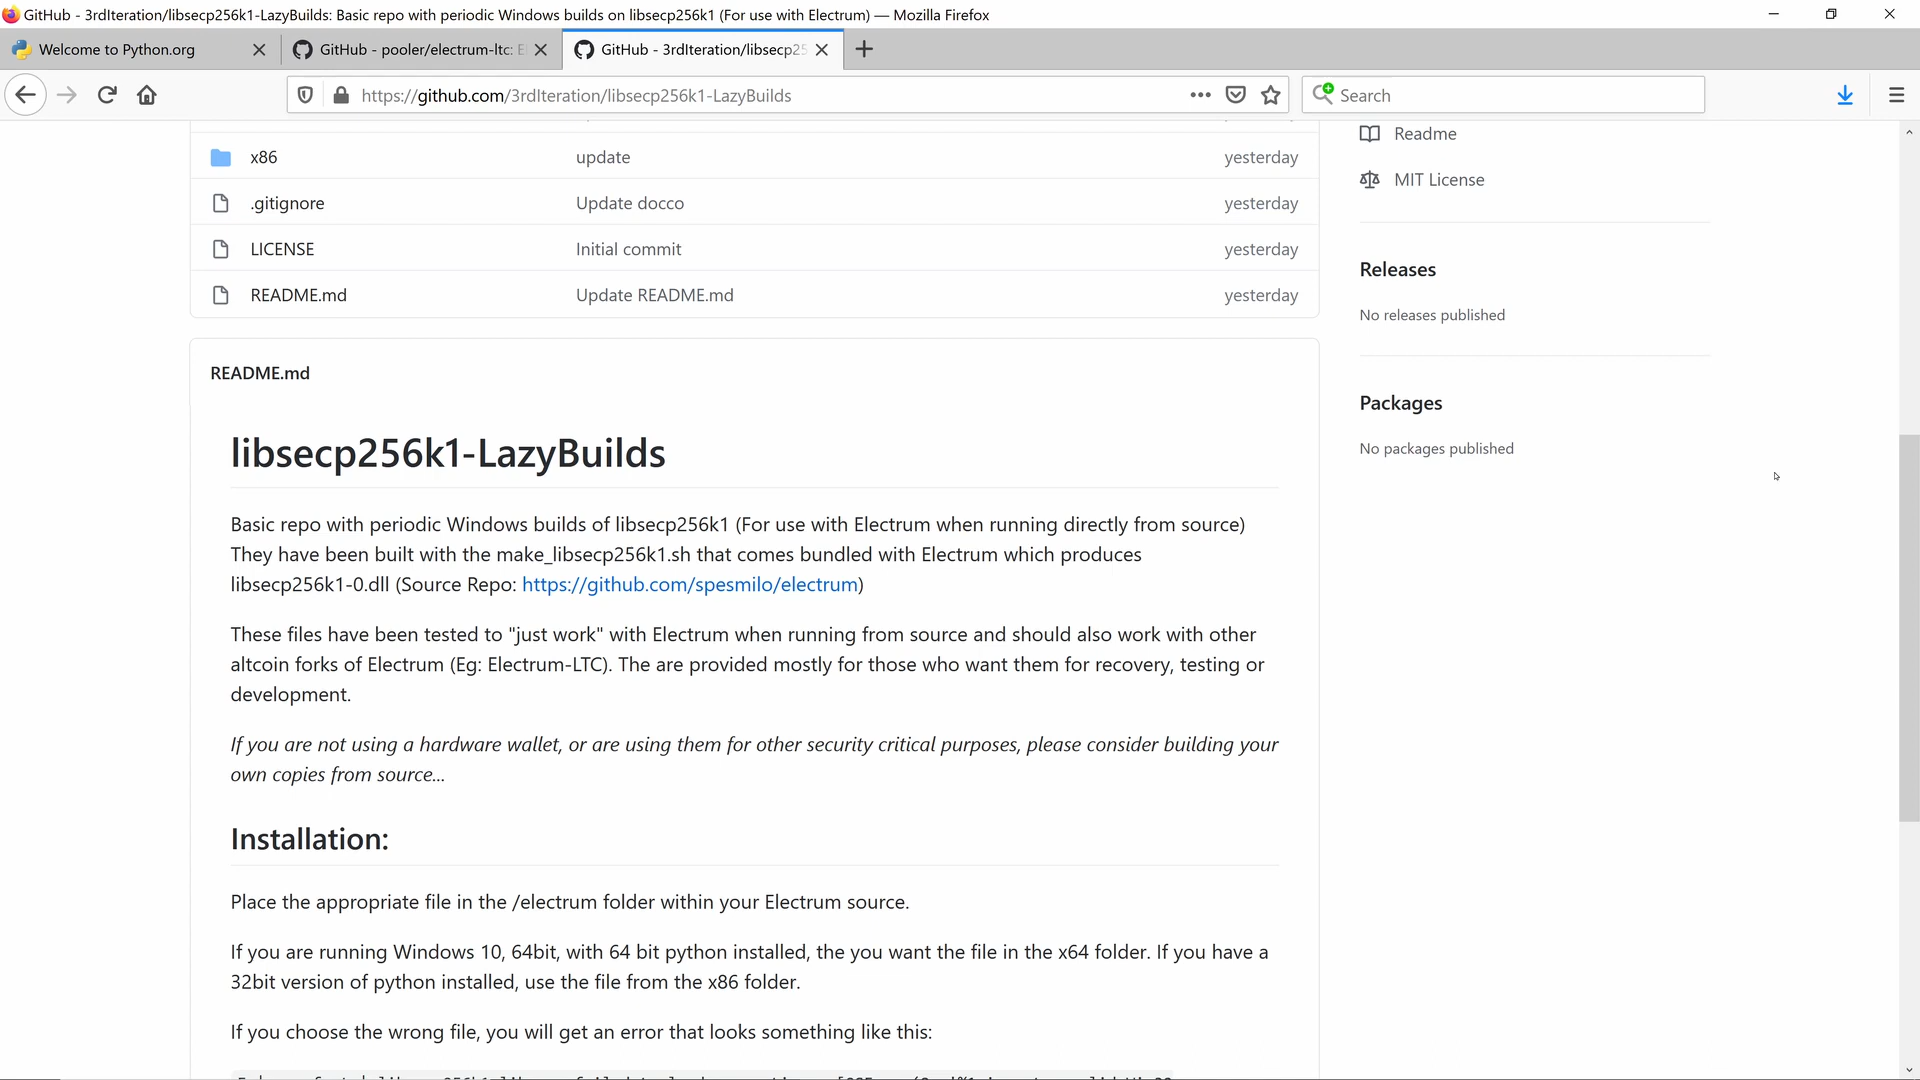 GitHub - 3rdIteration/libsecp256k1-LazyBuilds: Basic repo with periodic Windows builds on libsecp256k1 (For use with Electrum) — Mozilla Firefox
Welcome to Python.org
GitHub - pooler/electrum-ltc: E
GitHub - 3rdIteration/libsecp25
https://github.com/3rdIteration/libsecp256k1-LazyBuilds
Search
Readme
x86 update yesterday
MIT License
.gitignore Update docco yesterday
LICENSE Initial commit yesterday
Releases
README.md Update README.md yesterday
No releases published
README.md
Packages
No packages published
libsecp256k1-LazyBuilds
Basic repo with periodic Windows builds of libsecp256k1 (For use with Electrum when running directly from source)
They have been built with the make_libsecp256k1.sh that comes bundled with Electrum which produces
libsecp256k1-0.dll (Source Repo: https://github.com/spesmilo/electrum)
These files have been tested to "just work" with Electrum when running from source and should also work with other
altcoin forks of Electrum (Eg: Electrum-LTC). The are provided mostly for those who want them for recovery, testing or
development.
If you are not using a hardware wallet, or are using them for other security critical purposes, please consider building your
own copies from source...
Installation:
Place the appropriate file in the /electrum folder within your Electrum source.
If you are running Windows 10, 64bit, with 64 bit python installed, the you want the file in the x64 folder. If you have a
32bit version of python installed, use the file from the x86 folder.
If you choose the wrong file, you will get an error that looks something like this: